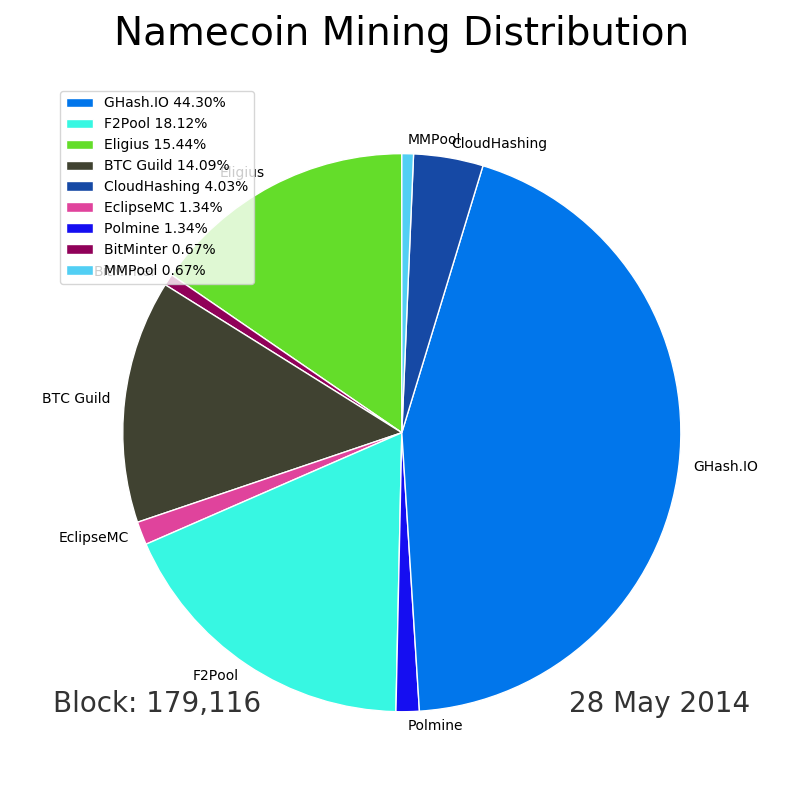 Namecoin Mining Distribution
GHash.IO 44.30%
F2Pool 18.12%
Eligius 15.44%
BTC Guild 14.09%
CloudHashing 4.03%
EclipseMC 1.34%
Polmine 1.34%
BitMinter 0.67%
MMPool 0.67%
MMPool
CloudHashing
Eligius
BTC Guild
GHash.IO
EclipseMC
F2Pool
Polmine
Block: 179,116
28 May 2014